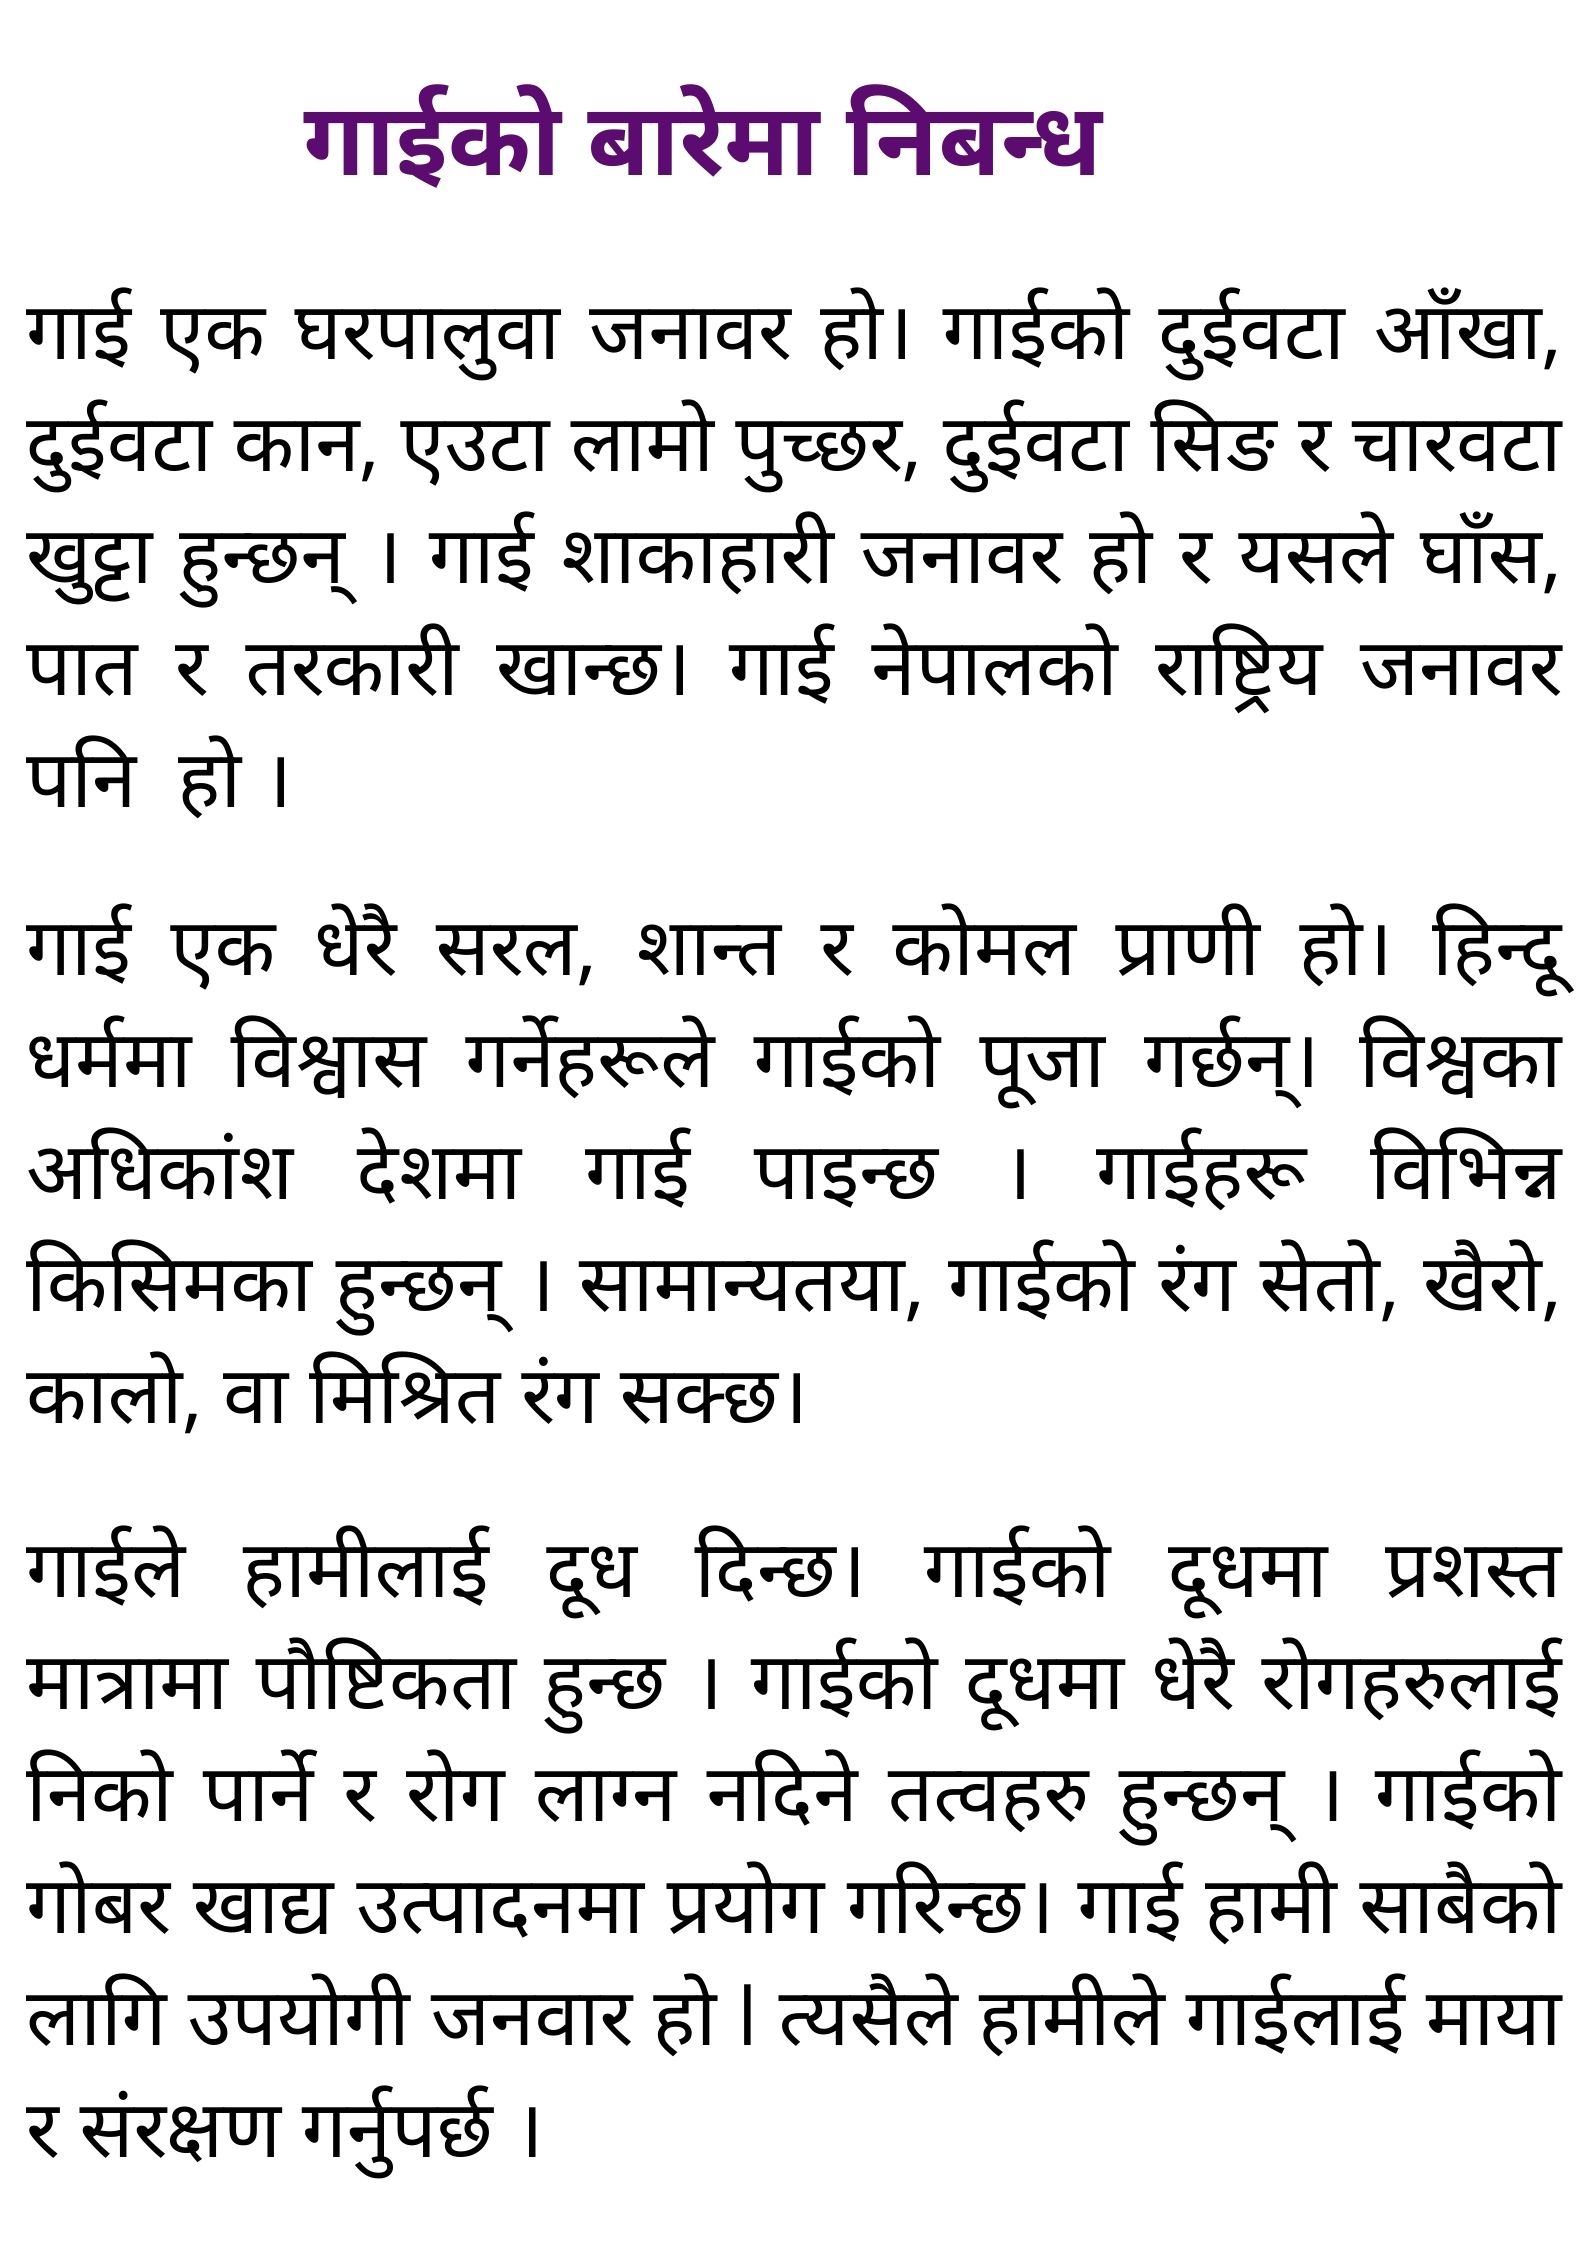 गाईको बारेमा निबन्ध
गाई एक घरपालुवा जनावर हो। गाईको दुईवटा आँखा,
दुईवटा कान, एउटा लामो पुच्छर, दुईवटा सिङ र चारवटा
खुट्टा हुन्छन् । गाई शाकाहारी जनावर हो र यसले घाँस,
पात र तरकारी खान्छ। गाई नेपालको राष्ट्रिय जनावर
पनि हो ।
गाई एक धेरै सरल, शान्त र कोमल प्राणी हो। हिन्दू
धर्ममा विश्वास गर्नेहरूले गाईको पूजा गर्छन्। विश्वका
अधिकांश देशमा गाई पाइन्छ । गाईहरू विभिन्न
किसिमका हुन्छन् । सामान्यतया, गाईको रंग सेतो, खैरो,
कालो, वा मिश्रित रंग सक्छ।
गाईले हामीलाई दूध दिन्छ। गाईको दूधमा प्रशस्त
मात्रामा पौष्टिकता हुन्छ । गाईको दूधमा धेरै रोगहरुलाई
निको पार्ने र रोग लाग्न नदिने तत्वहरु हुन्छन् । गाईको
गोबर खाद्य उत्पादनमा प्रयोग गरिन्छ। गाई हामी साबैको
लागि उपयोगी जनवार हो l त्यसैले हामीले गाईलाई माया
र संरक्षण गर्नुपर्छ ।